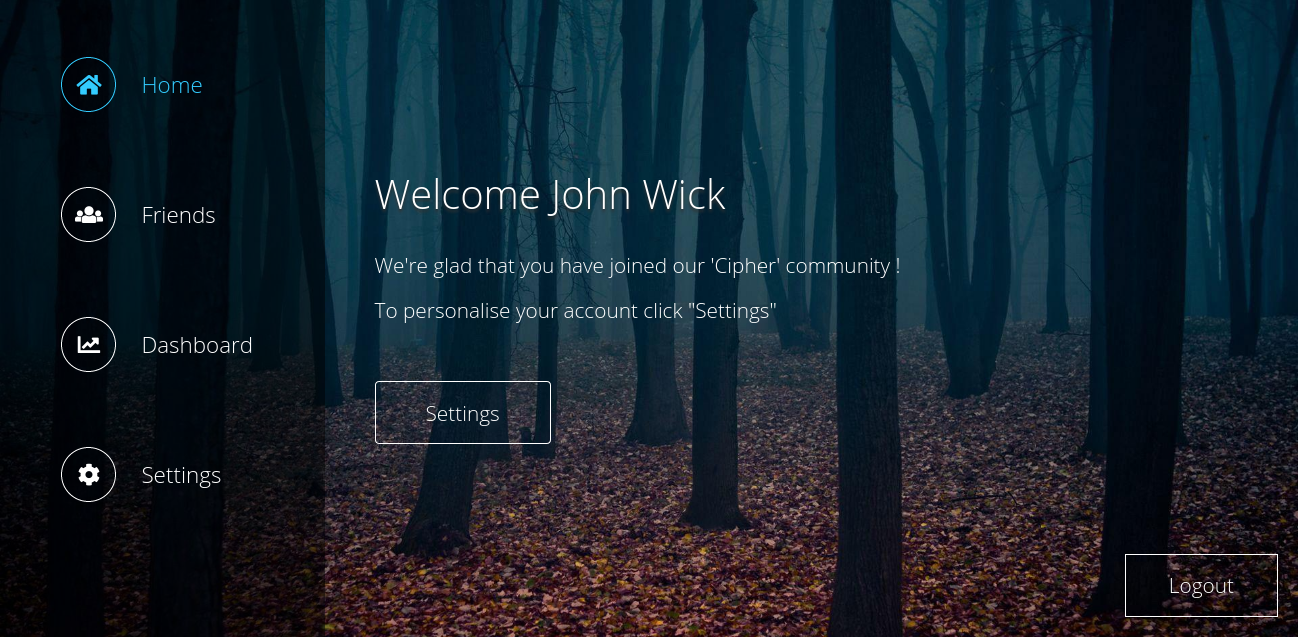 Home
Friends
Dashboard
Settings
Welcome John Wick
We're glad that you have joined our 'Cipher' community !
To personalise your account click "Settings"
Settings
Logout